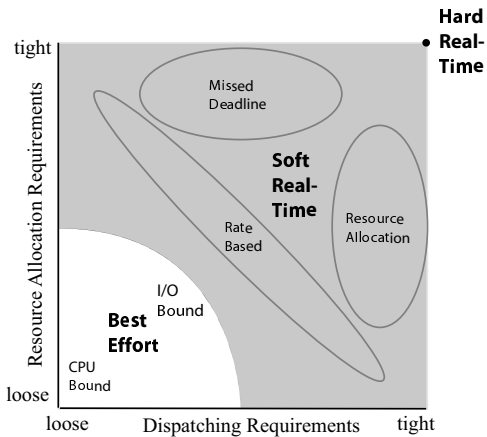 Hard
Real-
Time
tight
Missed
Deadline
Resource Allocation Requirements
Soft
Real-
Time
Resource
Allocation
Rate
Based
I/O
Bound
Best
Effort
CPU
Bound
loose
loose
Dispatching Requirements
tight